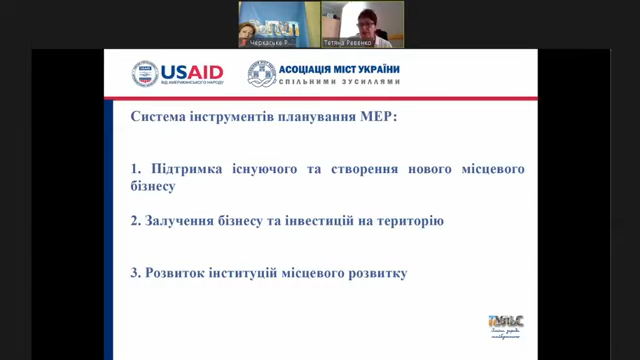 Черкаське Р...
Тетяна Ревенко
USAID
ВІД АМЕРИКАНСЬКОГО НАРОДУ
АСОЦІАЦІЯ МІСТ УКРАЇНИ
СПІЛЬНИМИ ЗУСИЛЛЯМИ
Система інструментів планування МЕР:
1. Підтримка існуючого та створення нового місцевого
бізнесу
2. Залучення бізнесу та інвестицій на територію
3. Розвиток інституцій місцевого розвитку